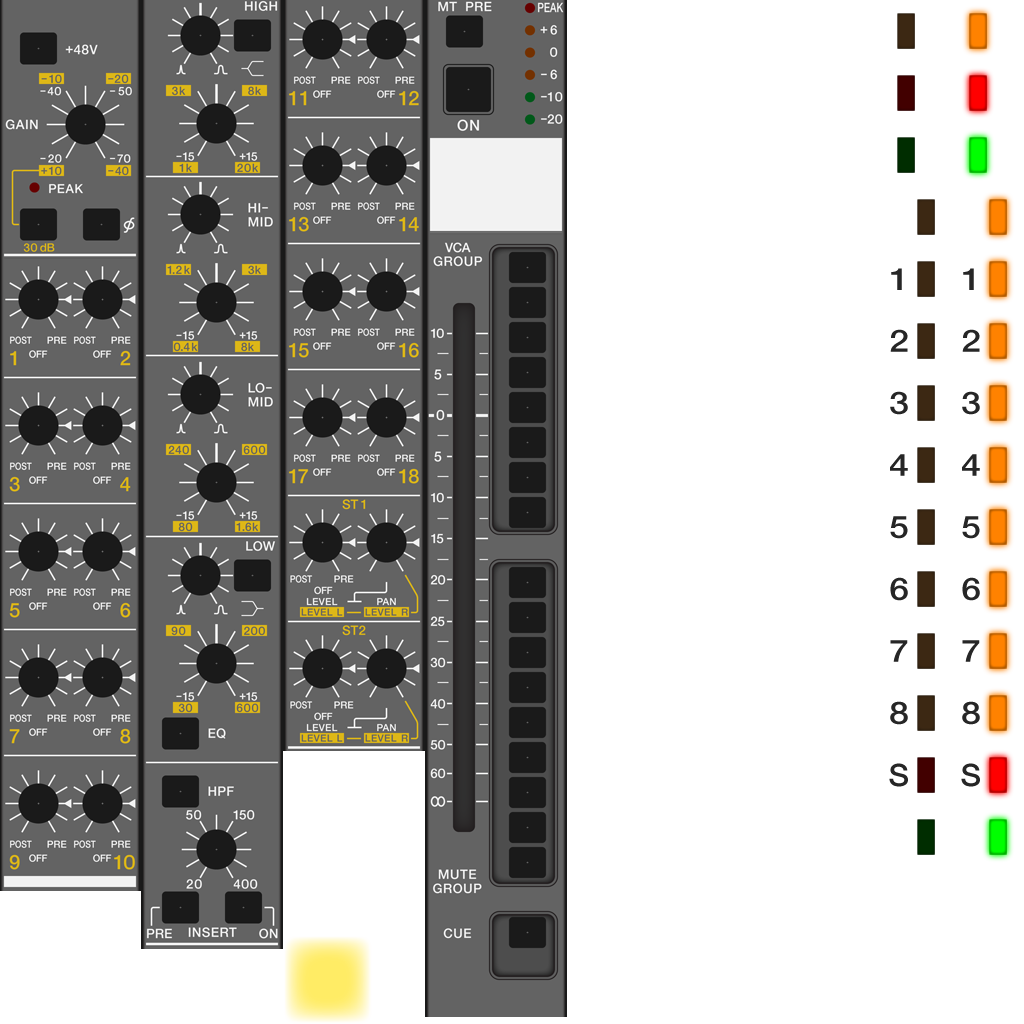 +48V
-10 -20
-40 -50
GAIN
-20 -70
+10 -40
PEAK
ϕ
30 dB
POST PRE POST PRE
1 OFF OFF 2
POST PRE POST PRE
3 OFF OFF 4
POST PRE POST PRE
5 OFF OFF 6
POST PRE POST PRE
7 OFF OFF 8
POST PRE POST PRE
9 OFF OFF 10
HIGH
3k 8k
-15 +15
1k 20k
HI-
MID
1.2k 3k
-15 +15
0.4k 8k
LO-
MID
240 600
-15 +15
80 1.6k
LOW
90 200
-15 +15
30 600
EQ
HPF
50 150
20 400
PRE INSERT ON
POST PRE POST PRE
11 OFF OFF 12
POST PRE POST PRE
13 OFF OFF 14
POST PRE POST PRE
15 OFF OFF 16
POST PRE POST PRE
17 OFF OFF 18
ST1
POST PRE
OFF
LEVEL PAN
LEVEL L LEVEL R
ST2
POST PRE
OFF
LEVEL PAN
LEVEL L LEVEL R
MT PRE
PEAK
+6
0
-6
-10
-20
ON
VCA
GROUP
10
5
0
5
10
15
20
25
30
40
50
60
∞
MUTE
GROUP
CUE
1 1
2 2
3 3
4 4
5 5
6 6
7 7
8 8
S S